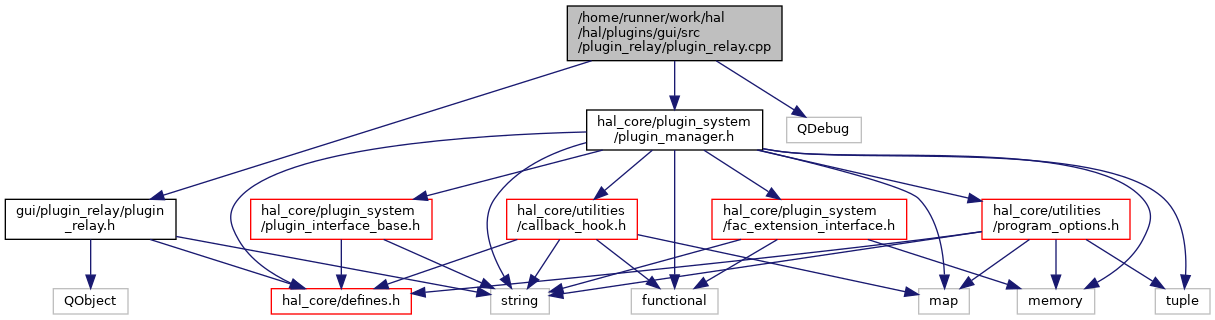 /home/runner/work/hal
/hal/plugins/gui/src
/plugin_relay/plugin_relay.cpp
hal_core/plugin_system
/plugin_manager.h
QDebug
gui/plugin_relay/plugin
_relay.h
hal_core/plugin_system
/plugin_interface_base.h
hal_core/utilities
/callback_hook.h
hal_core/plugin_system
/fac_extension_interface.h
hal_core/utilities
/program_options.h
QObject
hal_core/defines.h
string
functional
map
memory
tuple